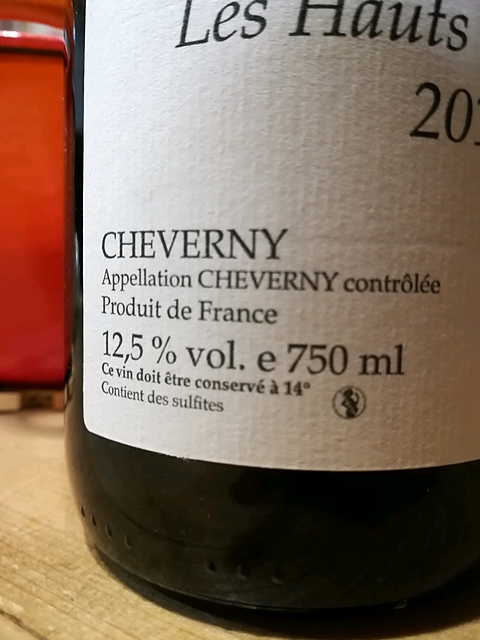 Les Hauts
201
CHEVERNY
Appellation CHEVERNY contrôlée
Produit de France
12,5 % vol. e 750 ml
Ce vin doit être conservé à 14°
Contient des sulfites